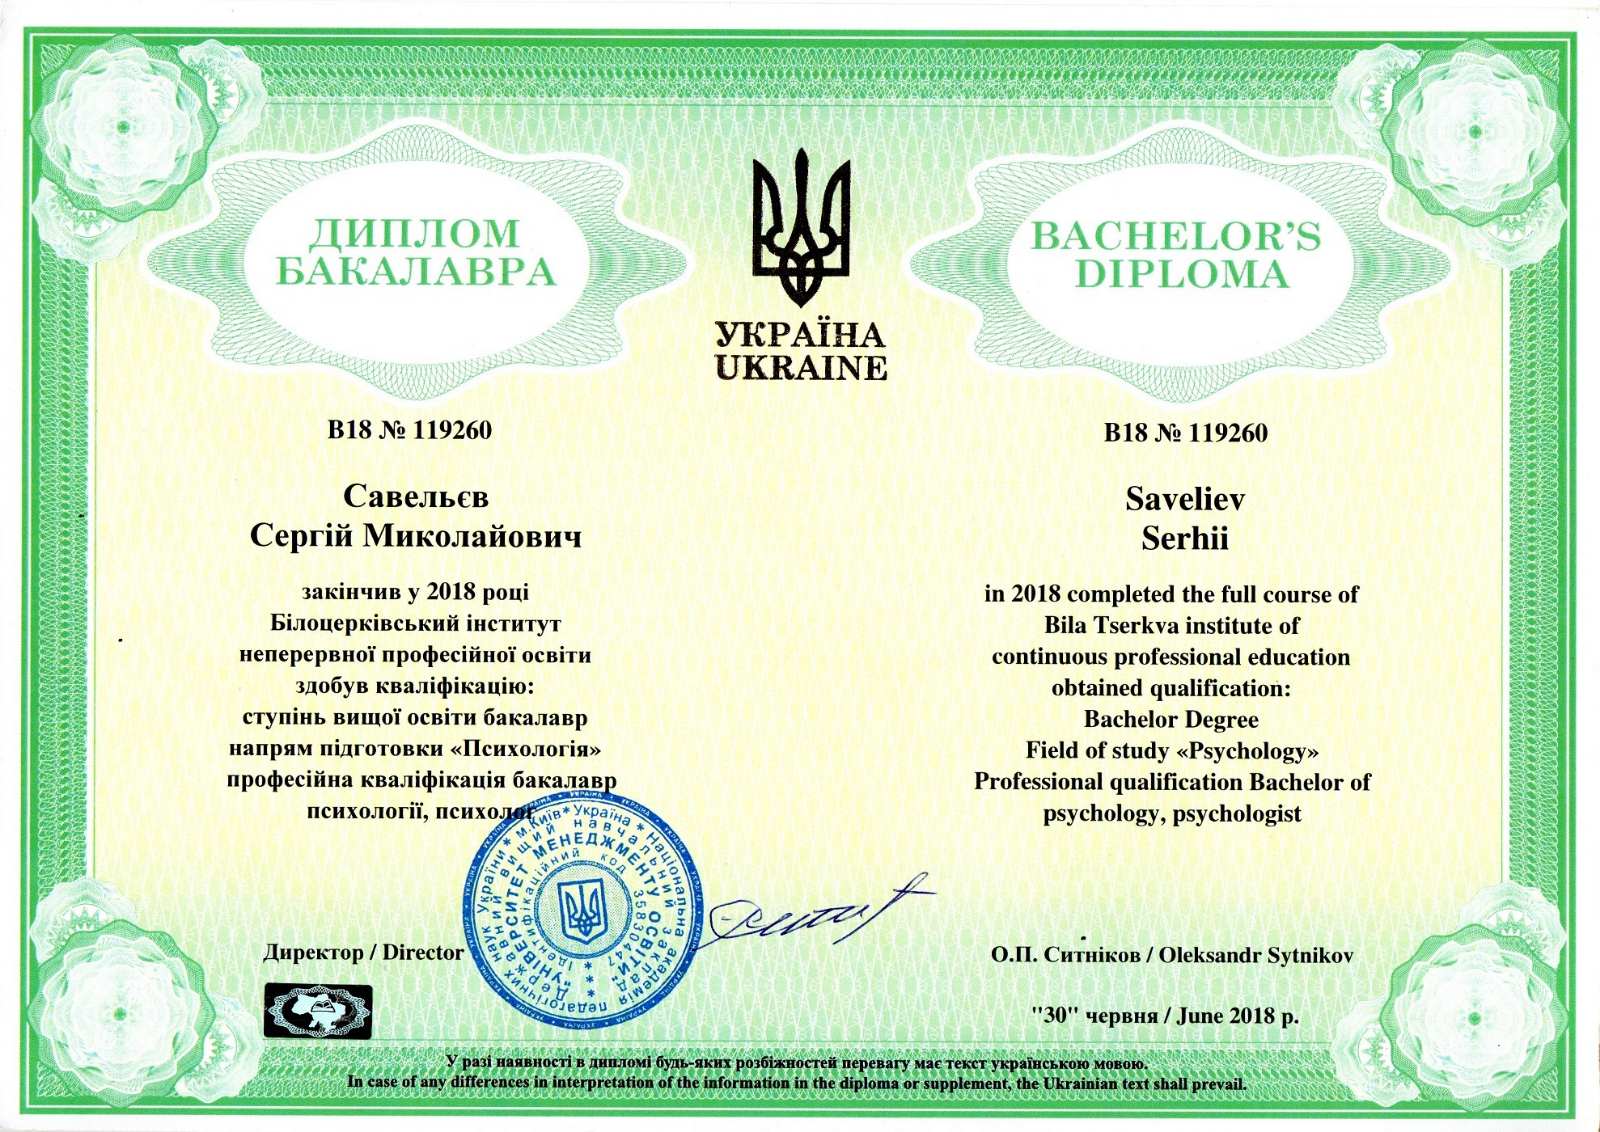 ДИПЛОМ
БАКАЛАВРА
УКРАЇНА
UKRAINE
BACHELOR'S
DIPLOMA
В18 № 119260
Савельєв
Сергій Миколайович
закінчив у 2018 році
Білоцерківський інститут
неперервної професійної освіти
здобув кваліфікацію:
ступінь вищої освіти бакалавр
напрям підготовки «Психологія»
професійна кваліфікація бакалавр
психології, психолог
Директор / Director
B18 № 119260
Saveliev
Serhii
in 2018 completed the full course of
Bila Tserkva institute of
continuous professional education
obtained qualification:
Bachelor Degree
Field of study «Psychology»
Professional qualification Bachelor of
psychology, psychologist
О.П. Ситніков / Oleksandr Sytnikov
"30" червня / June 2018 р.
Україна * Національна академія педагогічних наук України * м.Київ *
Державний вищий навчальний заклад
"УНІВЕРСИТЕТ МЕНЕДЖМЕНТУ ОСВІТИ"
Ідентифікаційний код 35830447
У разі наявності в дипломі будь-яких розбіжностей перевагу має текст українською мовою.
In case of any differences in interpretation of the information in the diploma or supplement, the Ukrainian text shall prevail.